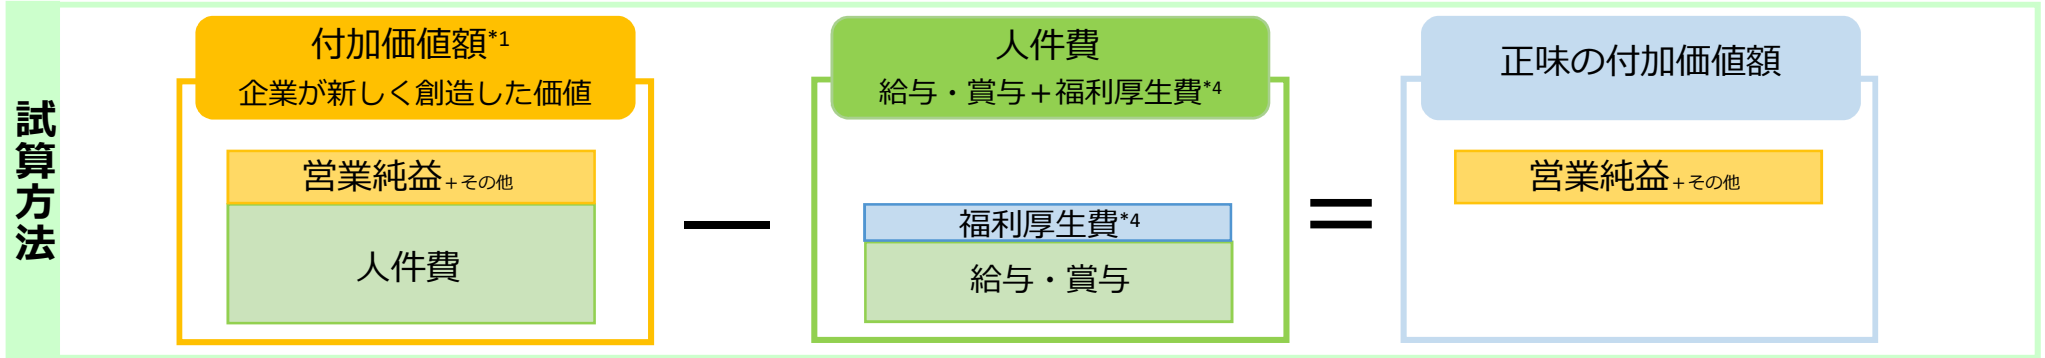 試算方法
付加価値額*1
企業が新しく創造した価値
営業純益+その他
人件費
—
人件費
給与・賞与+福利厚生費*4
福利厚生費*4
給与・賞与
=
正味の付加価値額
営業純益+その他